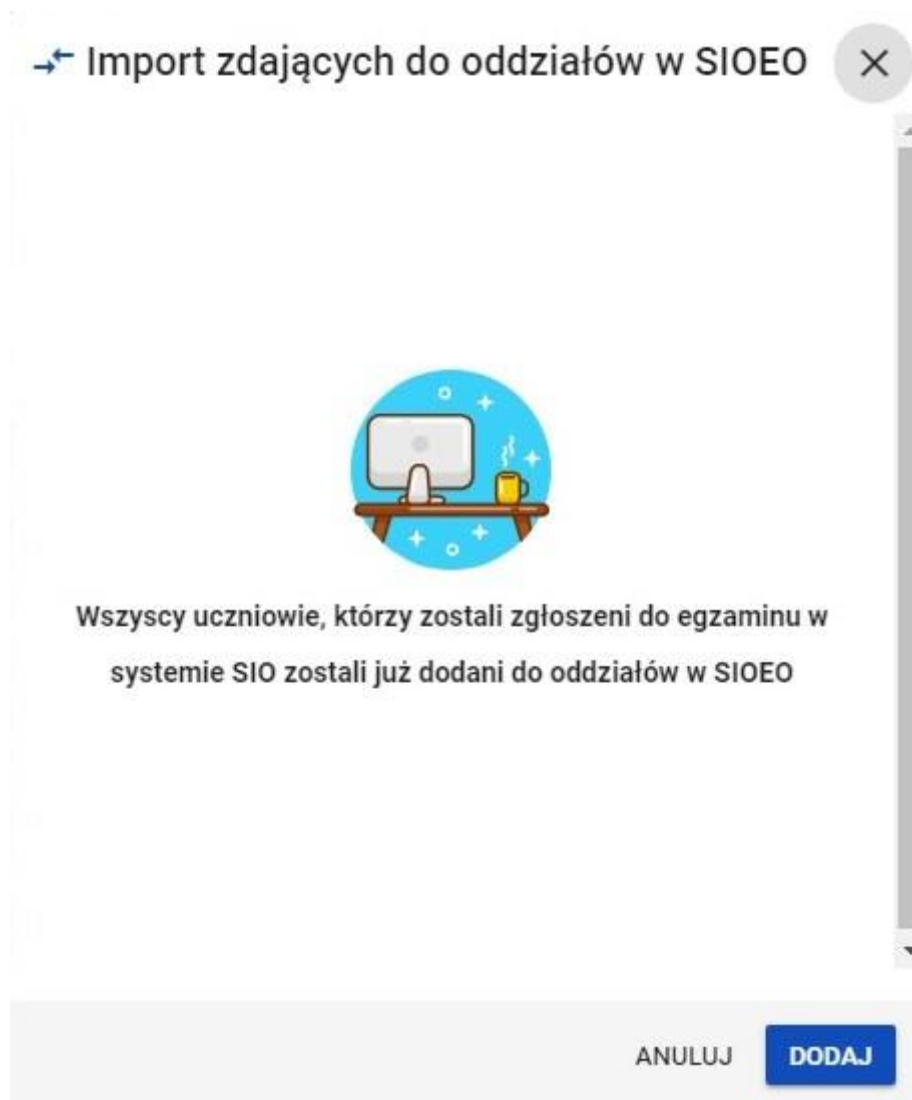 Import zdających do oddziałów w SIOEO
Wszyscy uczniowie, którzy zostali zgłoszeni do egzaminu w
systemie SIO zostali już dodani do oddziałów w SIOEO
ANULUJ DODAJ